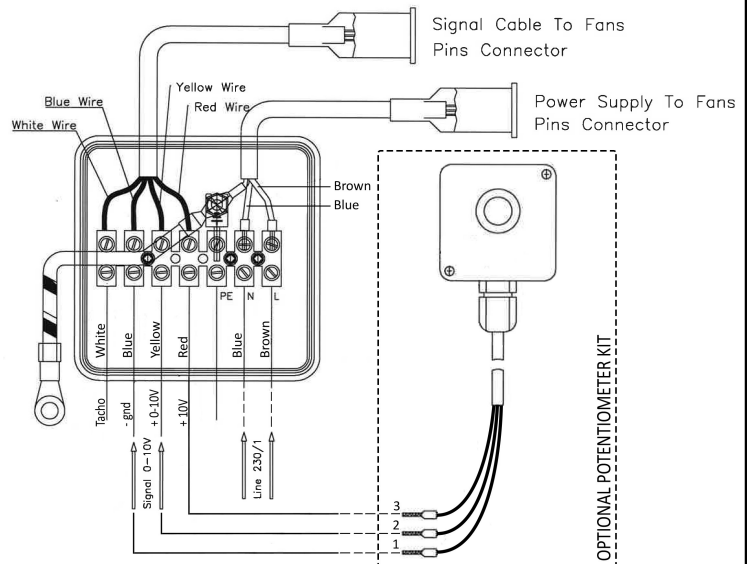 Signal Cable To Fans
Pins Connector
Yellow Wire
Blue Wire
Red Wire
White Wire
Power Supply To Fans
Pins Connector
Brown
Blue
PE
N
L
White
Blue
Yellow
Red
Blue
Brown
Tacho
- gnd
+ 0-10V
+ 10V
Signal 0-10V
Line 230/1
3
2
1
OPTIONAL POTENTIOMETER KIT